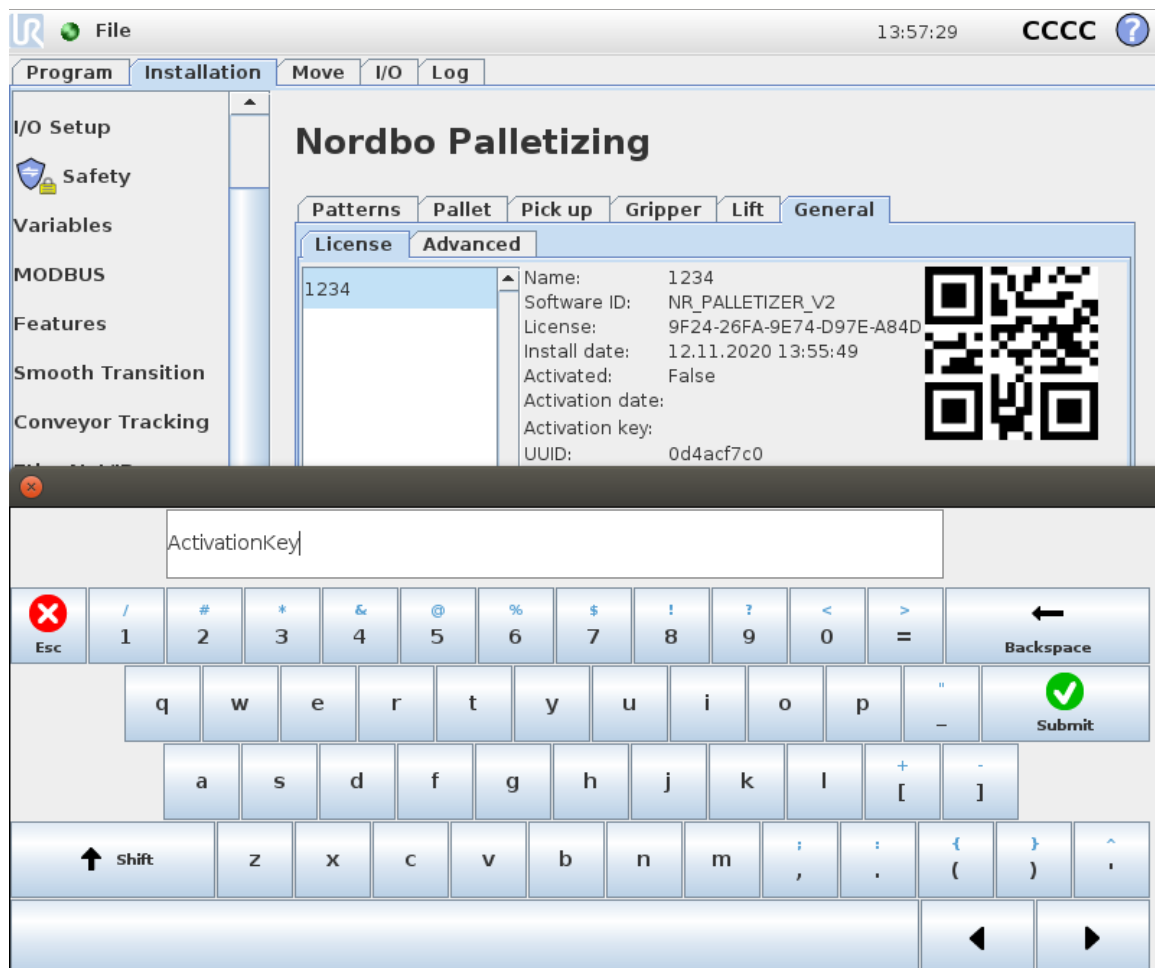 UR File 13:57:29 CCCC ?
Program Installation Move I/O Log
I/O Setup
Safety
Variables
MODBUS
Features
Smooth Transition
Conveyor Tracking
Nordbo Palletizing
Patterns Pallet Pick up Gripper Lift General
License Advanced
1234
Name: 1234
Software ID: NR_PALLETIZER_V2
License: 9F24-26FA-9E74-D97E-A84D
Install date: 12.11.2020 13:55:49
Activated: False
Activation date:
Activation key:
UUID: 0d4acf7c0
ActivationKey
/ # * & @ % $ ! ? < >
Esc 1 2 3 4 5 6 7 8 9 0 = Backspace
"
q w e r t y u i o p _ Submit
+ -
a s d f g h j k l [ ]
; : { } ^
Shift z x c v b n m , . ( ) '